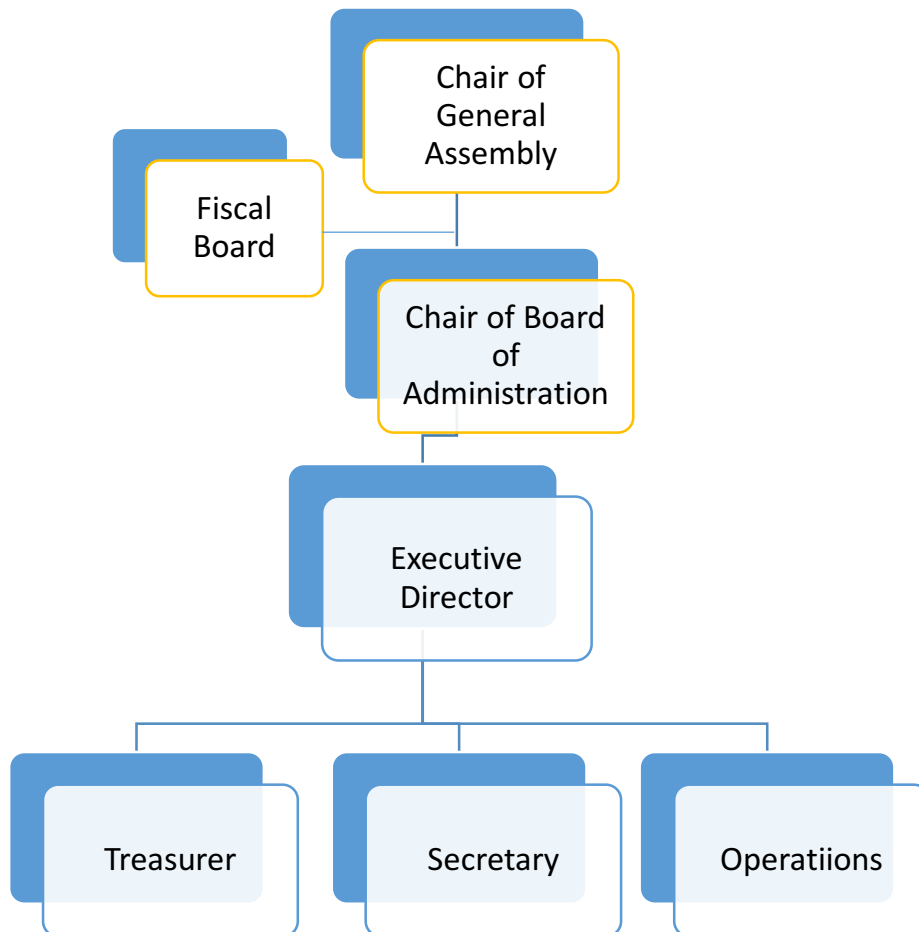 Chair of
General
Assembly
Fiscal
Board
Chair of Board
of
Administration
Executive
Director
Treasurer
Secretary
Operatiions